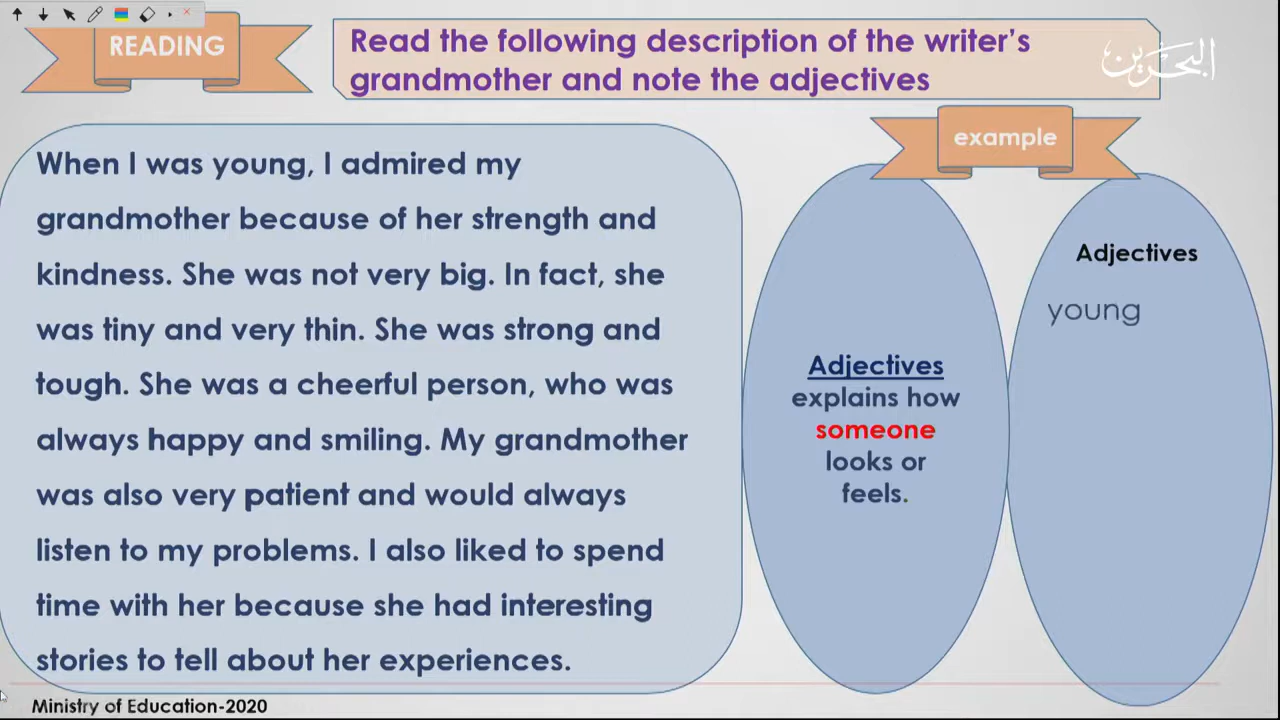 READING
Read the following description of the writer's
grandmother and note the adjectives
البحرين
example
When I was young, I admired my
grandmother because of her strength and
kindness. She was not very big. In fact, she
was tiny and very thin. She was strong and
tough. She was a cheerful person, who was
always happy and smiling. My grandmother
was also very patient and would always
listen to my problems. I also liked to spend
time with her because she had interesting
stories to tell about her experiences.
Adjectives
explains how
someone
looks or
feels.
Adjectives
young
Ministry of Education-2020